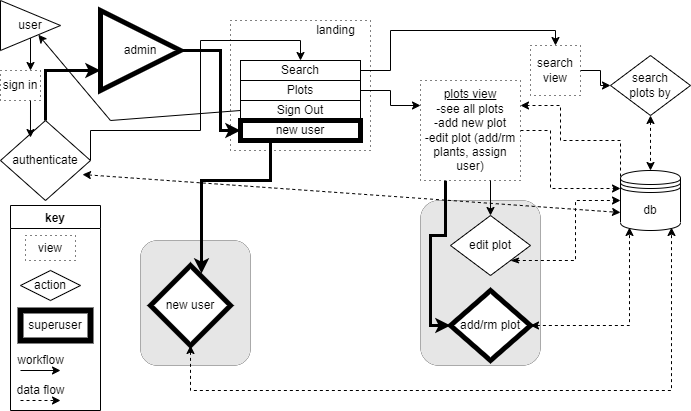 user
admin
landing
sign in
Search
Plots
Sign Out
new user
authenticate
plots view
-see all plots
-add new plot
-edit plot (add/rm
plants, assign
user)
search
view
search
plots by
db
edit plot
add/rm plot
new user
key
view
action
superuser
workflow
data flow